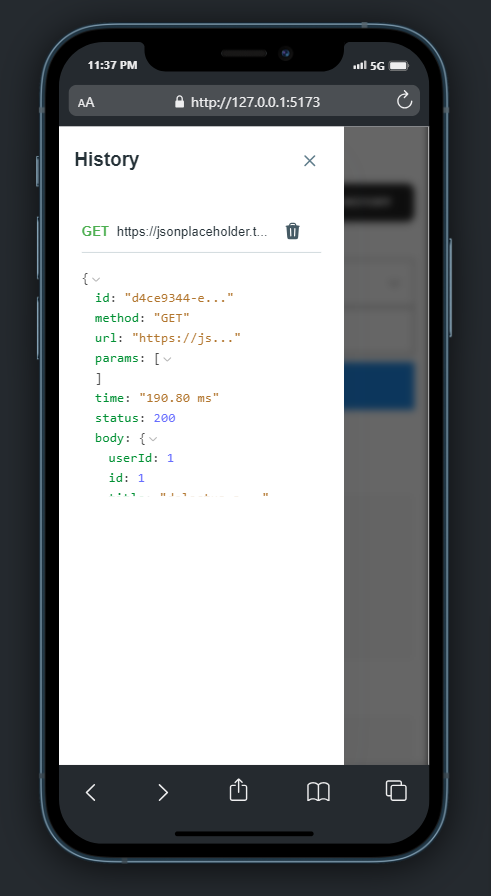 11:37 PM
5G
AA
http://127.0.0.1:5173
History
GET https://jsonplaceholder.t...
{
id: "d4ce9344-e..."
method: "GET"
url: "https://js..."
params: [
]
time: "190.80 ms"
status: 200
body: {
userId: 1
id: 1